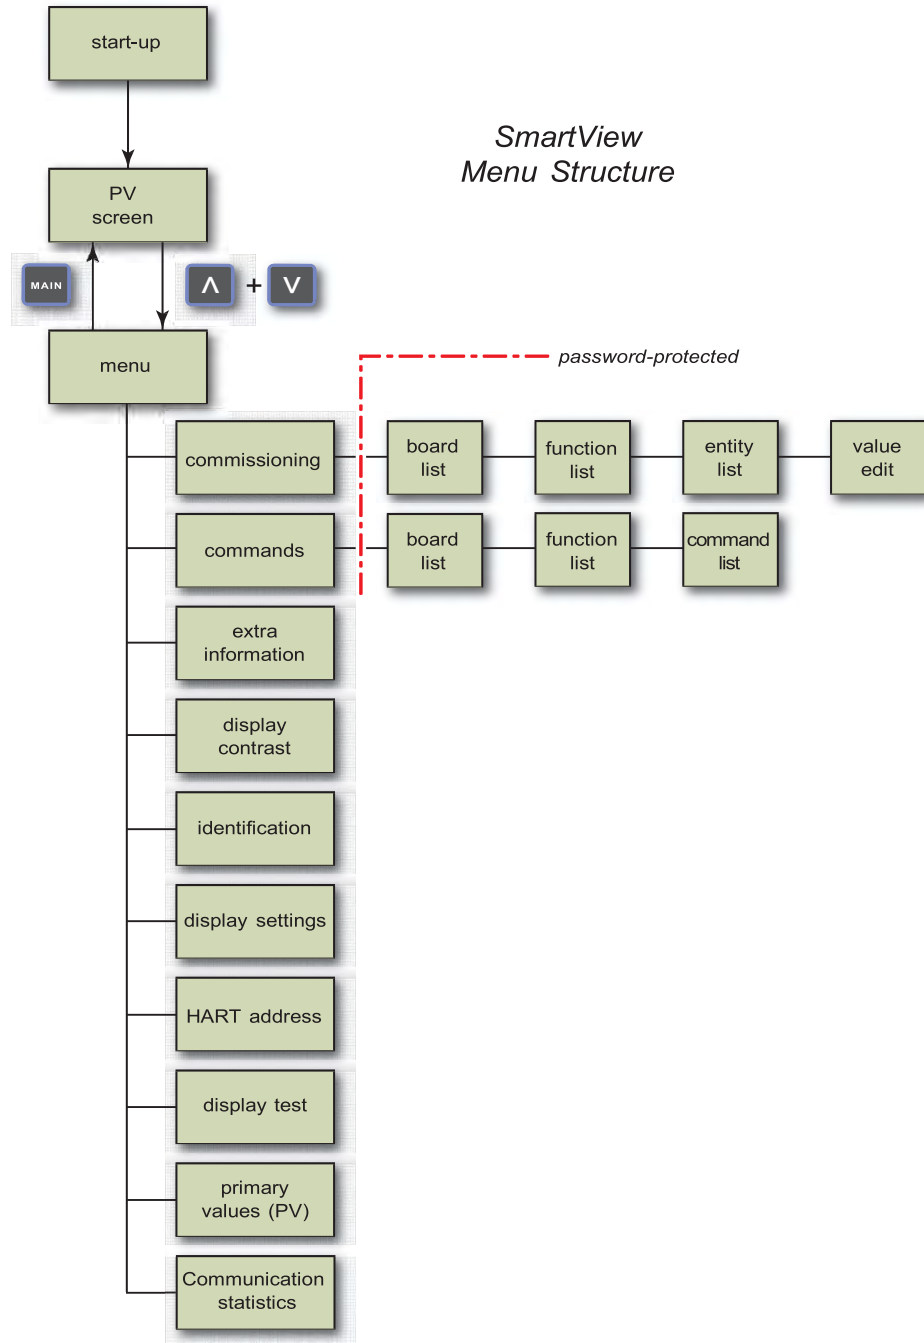 start-up
SmartView
Menu Structure
PV
screen
MAIN
Λ + V
menu
password-protected
commissioning
board
list
function
list
entity
list
value
edit
commands
board
list
function
list
command
list
extra
information
display
contrast
identification
display settings
HART address
display test
primary
values (PV)
Communication
statistics